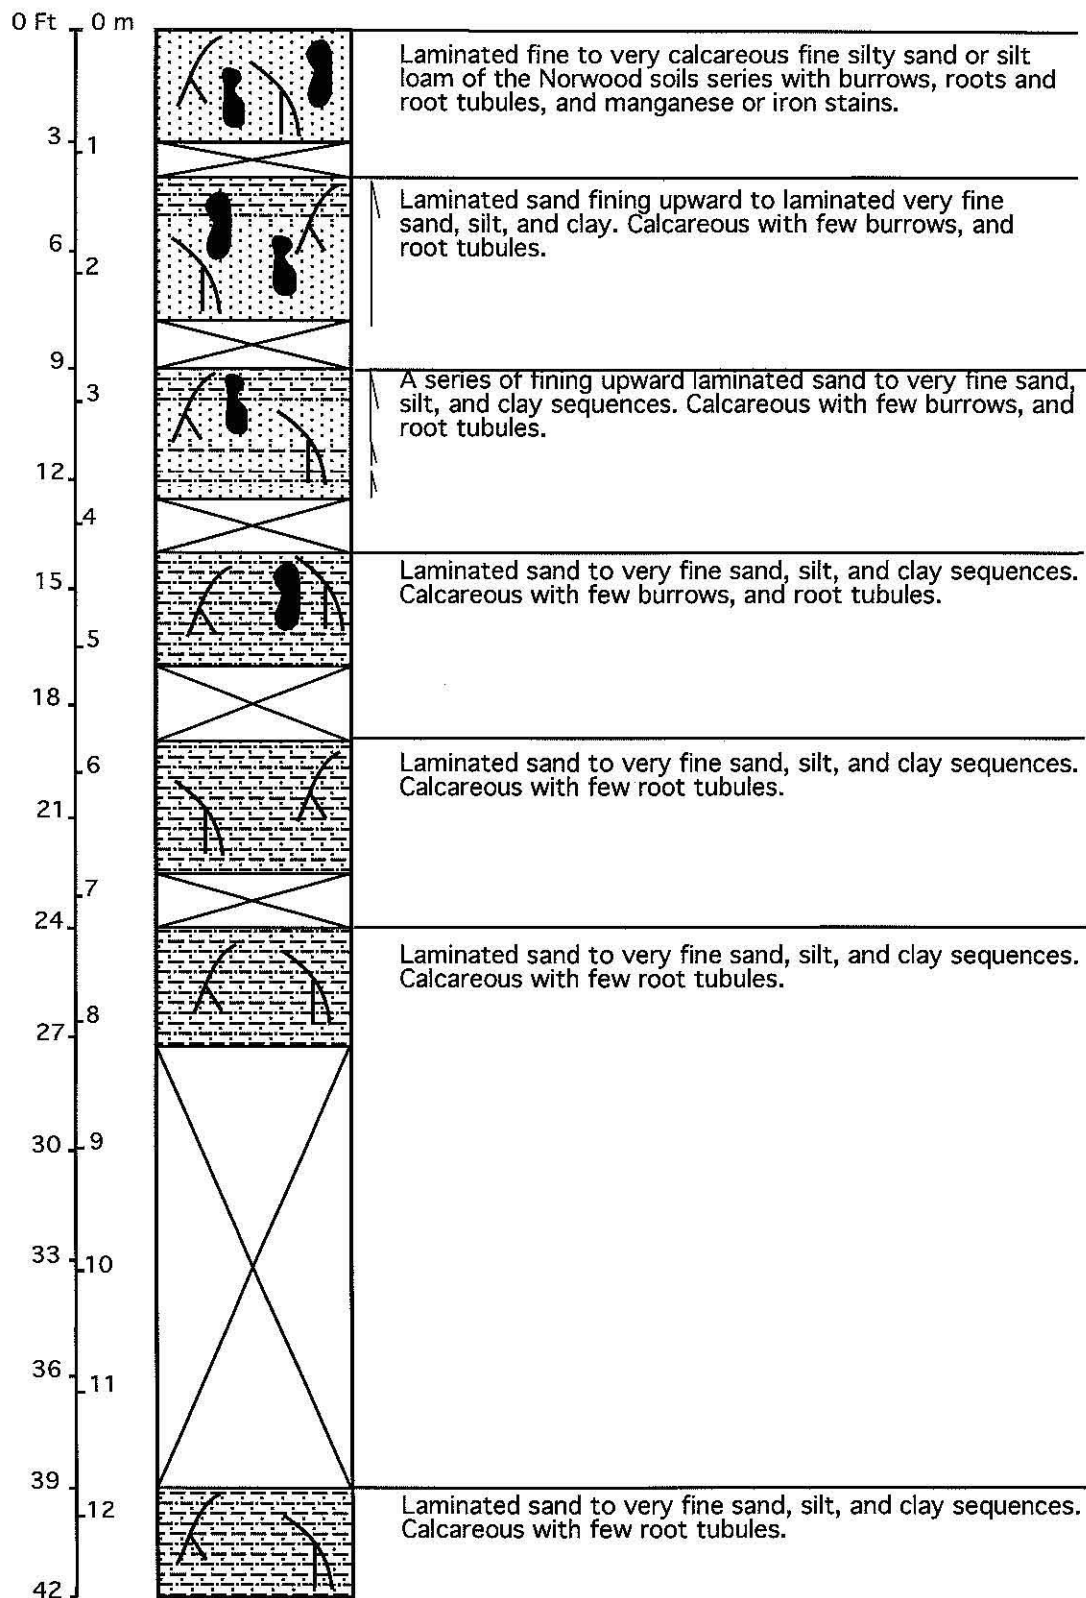 0 Ft 0 m
Laminated fine to very calcareous fine silty sand or silt
loam of the Norwood soils series with burrows, roots and
root tubules, and manganese or iron stains.
3
1
Laminated sand fining upward to laminated very fine
sand, silt, and clay. Calcareous with few burrows, and
root tubules.
6
2
9
A series of fining upward laminated sand to very fine sand,
silt, and clay sequences. Calcareous with few burrows, and
root tubules.
3
12
4
Laminated sand to very fine sand, silt, and clay sequences.
Calcareous with few burrows, and root tubules.
15
5
18
Laminated sand to very fine sand, silt, and clay sequences.
Calcareous with few root tubules.
6
21
7
24
Laminated sand to very fine sand, silt, and clay sequences.
Calcareous with few root tubules.
8
27
30
9
33
10
36
11
39
Laminated sand to very fine sand, silt, and clay sequences.
Calcareous with few root tubules.
12
42